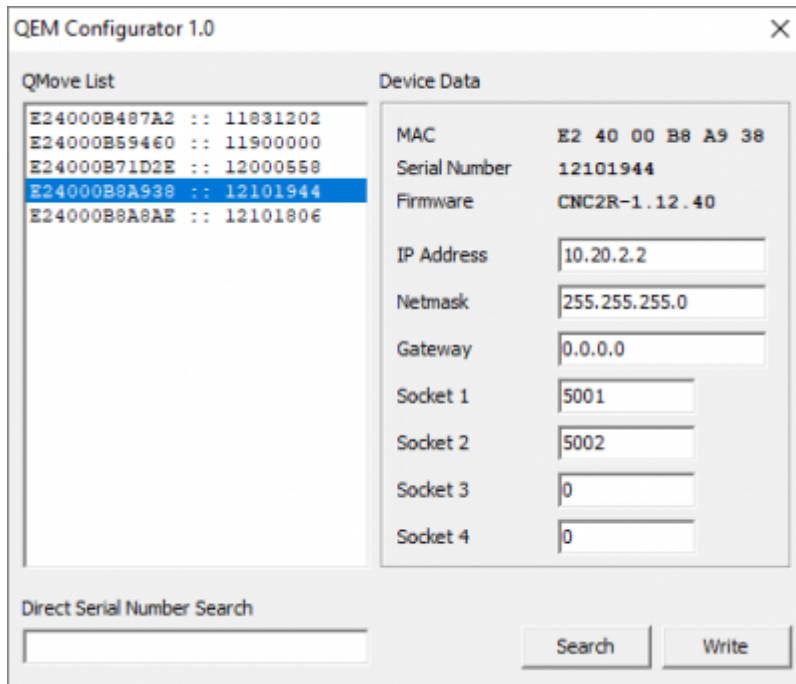 QEM Configurator 1.0
QMove List
E24000B487A2 :: 11831202
E24000B59460 :: 11900000
E24000B71D2E :: 12000558
E24000B8A938 :: 12101944
E24000B8A8AE :: 12101806
Device Data
MAC E2 40 00 B8 A9 38
Serial Number 12101944
Firmware CNC2R-1.12.40
IP Address 10.20.2.2
Netmask 255.255.255.0
Gateway 0.0.0.0
Socket 1 5001
Socket 2 5002
Socket 3 0
Socket 4 0
Direct Serial Number Search
Search Write